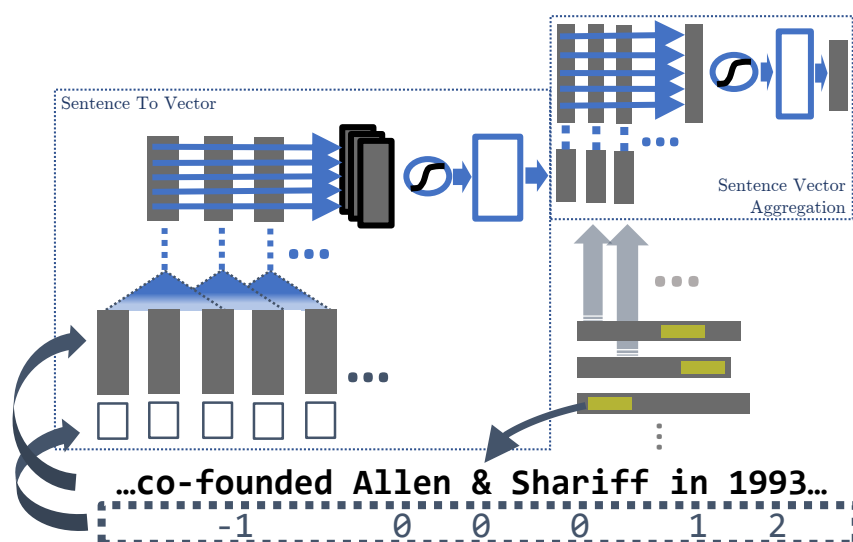 Sentence To Vector
Sentence Vector
Aggregation
…co-founded Allen & Shariff in 1993…
-1 0 0 0 1 2